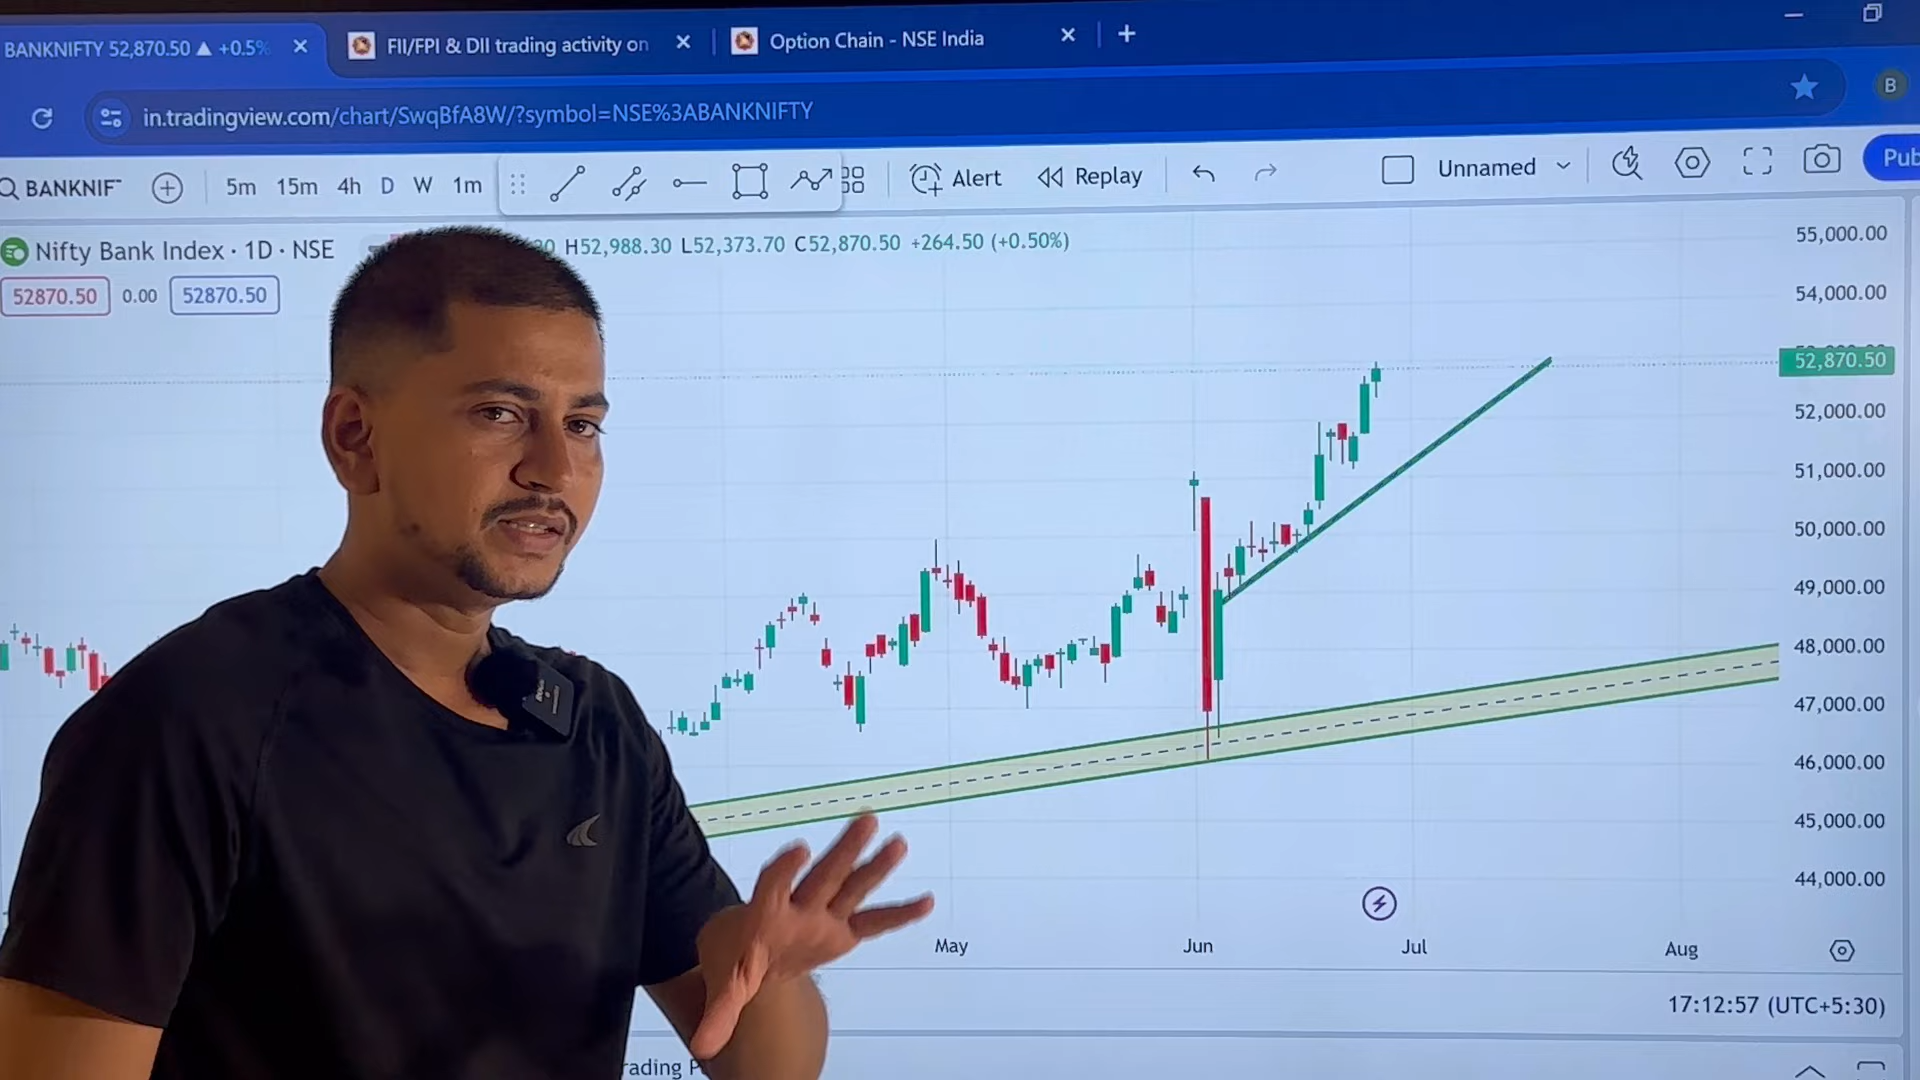 BANKNIFTY 52,870.50 ▲ +0.5%
FII/FPI & DII trading activity on
Option Chain - NSE India
B
in.tradingview.com/chart/SwqBfA8W/?symbol=NSE%3ABANKNIFTY
BANKNIF
5m 15m 4h D W 1m
Alert
Replay
Unnamed
Pub
Nifty Bank Index · 1D · NSE
H52,988.30 L52,373.70 C52,870.50 +264.50 (+0.50%)
52870.50 0.00 52870.50
55,000.00
54,000.00
52,870.50
52,000.00
51,000.00
50,000.00
49,000.00
48,000.00
47,000.00
46,000.00
45,000.00
44,000.00
May Jun Jul Aug
17:12:57 (UTC+5:30)
rading P